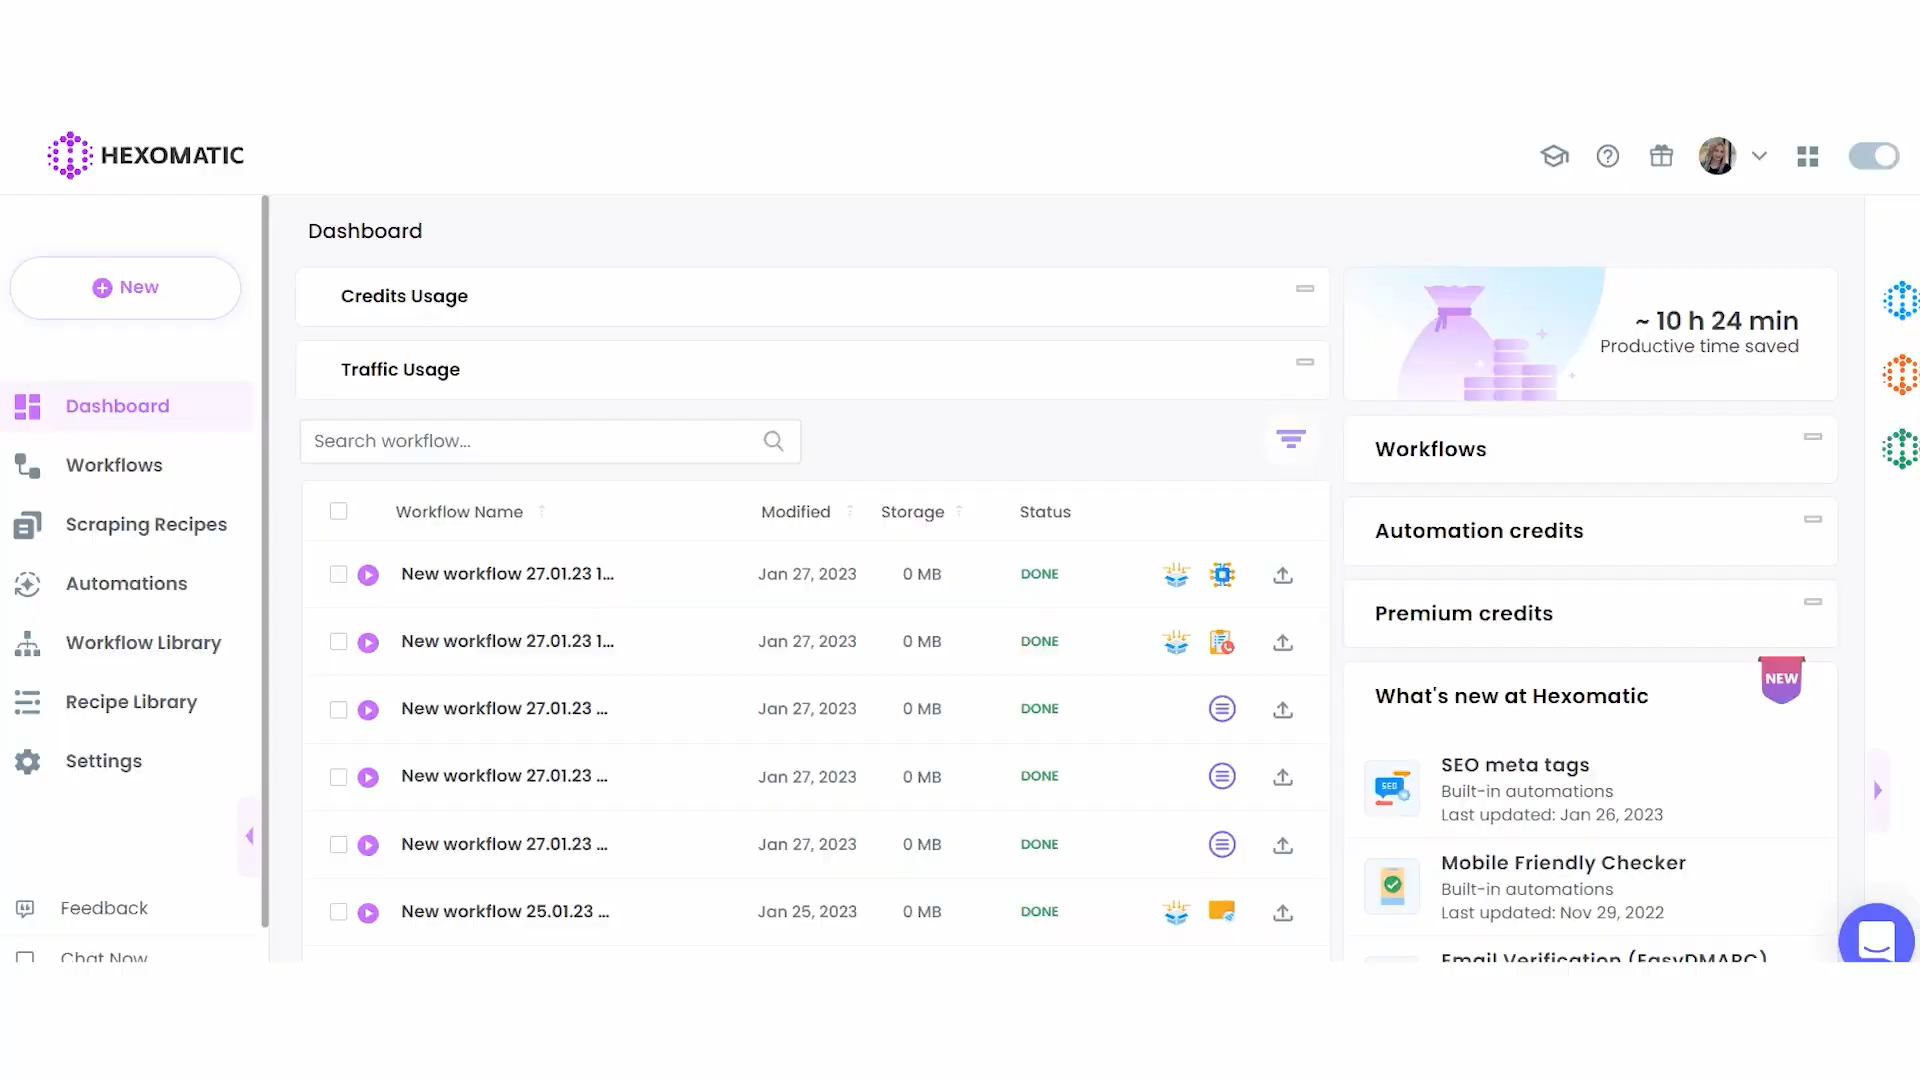 HEXOMATIC
Dashboard
New
Credits Usage
~ 10 h 24 min
Productive time saved
Traffic Usage
Dashboard
Search workflow...
Workflows
Workflows
Workflow Name Modified Storage Status
Scraping Recipes
Automation credits
New workflow 27.01.23 1... Jan 27, 2023 0 MB DONE
Automations
Premium credits
New workflow 27.01.23 1... Jan 27, 2023 0 MB DONE
Workflow Library
NEW
What's new at Hexomatic
New workflow 27.01.23 ... Jan 27, 2023 0 MB DONE
Recipe Library
SEO
SEO meta tags
Built-in automations
Last updated: Jan 26, 2023
New workflow 27.01.23 ... Jan 27, 2023 0 MB DONE
Settings
New workflow 27.01.23 ... Jan 27, 2023 0 MB DONE
Mobile Friendly Checker
Built-in automations
Last updated: Nov 29, 2022
New workflow 25.01.23 ... Jan 25, 2023 0 MB DONE
Feedback
Chat Now
Email Verification (EasyDMARC)